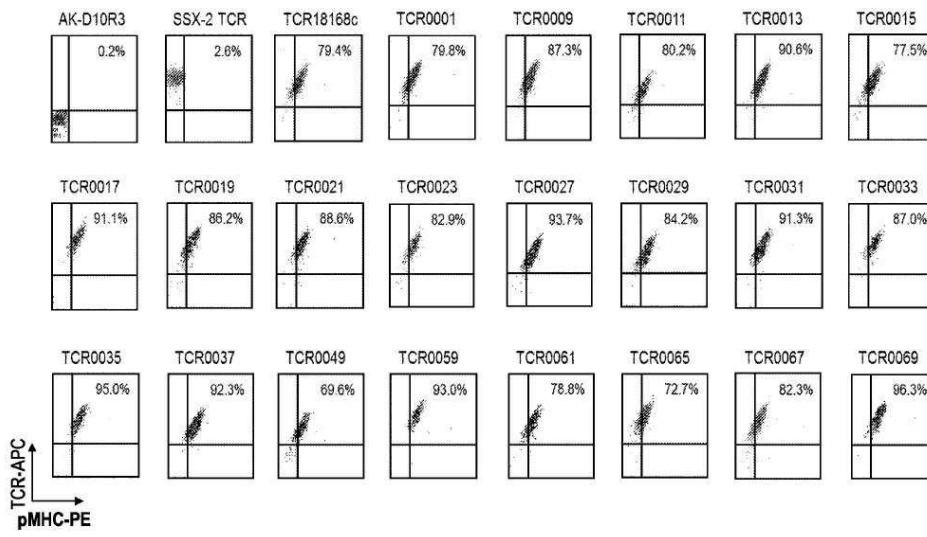 AK-D10R3 SSX-2 TCR TCR18168c TCR0001 TCR0009 TCR0011 TCR0013 TCR0015
0.2% 2.6% 79.4% 79.8% 87.3% 80.2% 90.6% 77.5%
TCR0017 TCR0019 TCR0021 TCR0023 TCR0027 TCR0029 TCR0031 TCR0033
91.1% 86.2% 88.6% 82.9% 93.7% 84.2% 91.3% 87.0%
TCR0035 TCR0037 TCR0049 TCR0059 TCR0061 TCR0065 TCR0067 TCR0069
95.0% 92.3% 69.6% 93.0% 78.8% 72.7% 82.3% 96.3%
TCR-APC
pMHC-PE